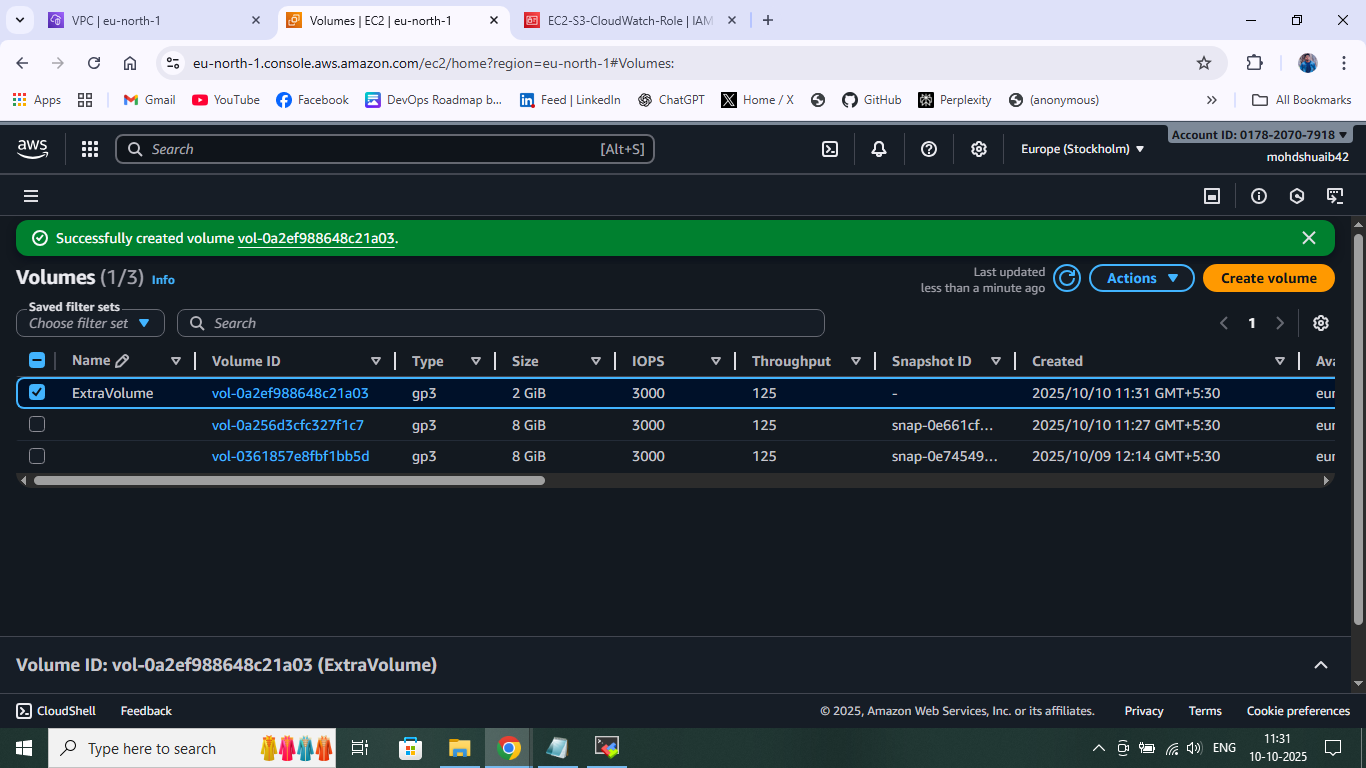 VPC | eu-north-1
Volumes | EC2 | eu-north-1
EC2-S3-CloudWatch-Role | IAM
eu-north-1.console.aws.amazon.com/ec2/home?region=eu-north-1#Volumes:
Apps Gmail YouTube Facebook DevOps Roadmap b... Feed | LinkedIn ChatGPT Home / X GitHub Perplexity (anonymous) » All Bookmarks
aws Search [Alt+S] Europe (Stockholm) Account ID: 0178-2070-7918
mohdshuaib42
Successfully created volume vol-0a2ef988648c21a03.
Volumes (1/3) Info
Last updated
less than a minute ago
Actions Create volume
Saved filter sets
Choose filter set Search 1
Name Volume ID Type Size IOPS Throughput Snapshot ID Created Ava
ExtraVolume vol-0a2ef988648c21a03 gp3 2 GiB 3000 125 - 2025/10/10 11:31 GMT+5:30 eur
vol-0a256d3cfc327f1c7 gp3 8 GiB 3000 125 snap-0e661cf... 2025/10/10 11:27 GMT+5:30 eur
vol-0361857e8fbf1bb5d gp3 8 GiB 3000 125 snap-0e74549... 2025/10/09 12:14 GMT+5:30 eur
Volume ID: vol-0a2ef988648c21a03 (ExtraVolume)
CloudShell Feedback © 2025, Amazon Web Services, Inc. or its affiliates. Privacy Terms Cookie preferences
Type here to search ENG 11:31
10-10-2025